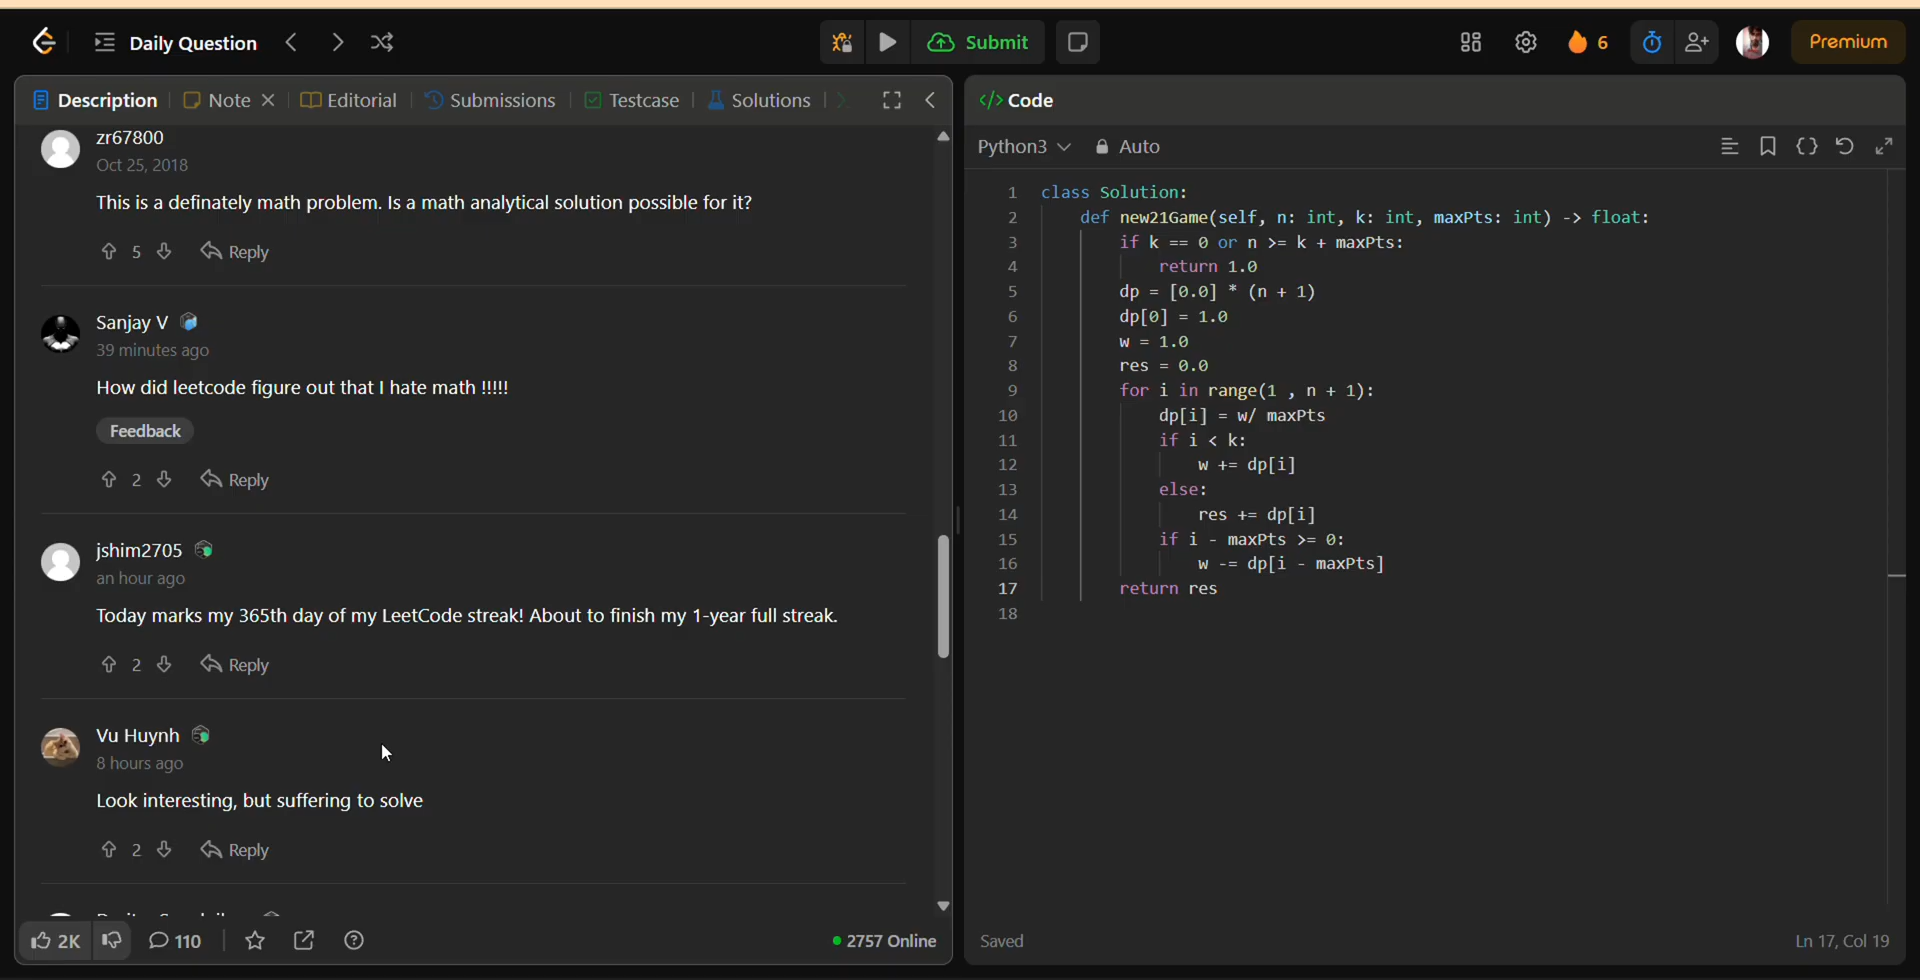 Daily Question
Submit
6
Premium
Description
Note
Editorial
Submissions
Testcase
Solutions
zr67800
Oct 25, 2018
This is a definately math problem. Is a math analytical solution possible for it?
5
Reply
Sanjay V
39 minutes ago
How did leetcode figure out that I hate math !!!!!
Feedback
2
Reply
jshim2705
an hour ago
Today marks my 365th day of my LeetCode streak! About to finish my 1-year full streak.
2
Reply
Vu Huynh
8 hours ago
Look interesting, but suffering to solve
2
Reply
2K
110
2757 Online
</> Code
Python3
Auto
1 class Solution:
2 def new21Game(self, n: int, k: int, maxPts: int) -> float:
3 if k == 0 or n >= k + maxPts:
4 return 1.0
5 dp = [0.0] * (n + 1)
6 dp[0] = 1.0
7 w = 1.0
8 res = 0.0
9 for i in range(1 , n + 1):
10 dp[i] = w/ maxPts
11 if i < k:
12 w += dp[i]
13 else:
14 res += dp[i]
15 if i - maxPts >= 0:
16 w -= dp[i - maxPts]
17 return res
18
Saved
Ln 17, Col 19